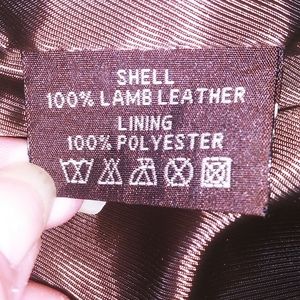 SHELL
100% LAMB LEATHER
LINING
100% POLYESTER